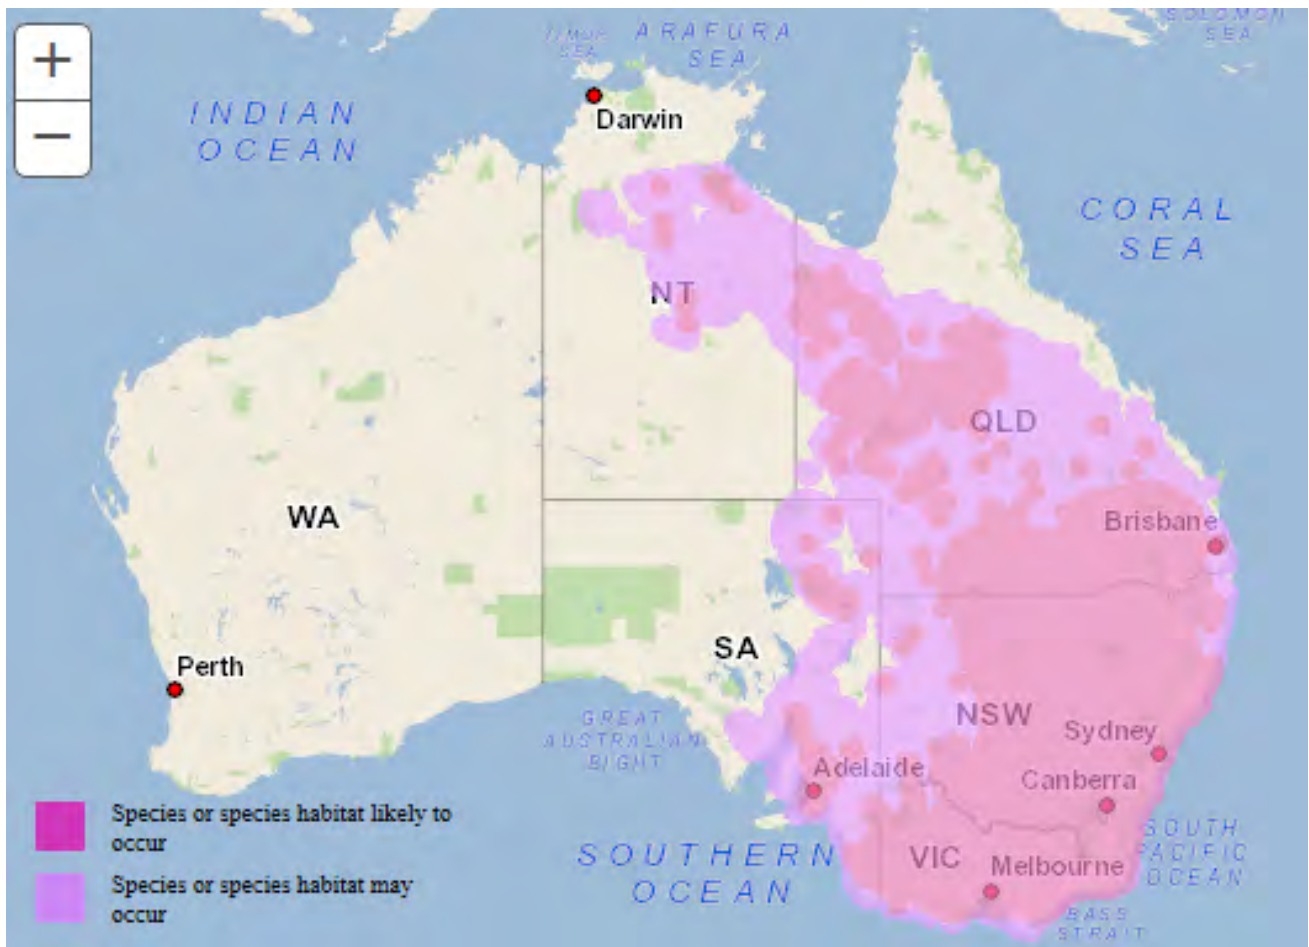 +
−
TIMOR
SEA
ARAFURA
SEA
SOLOMON
SEA
INDIAN
OCEAN
Darwin
CORAL
SEA
NT
QLD
WA
Brisbane
SA
Perth
NSW
GREAT
AUSTRALIAN
BIGHT
Sydney
Adelaide
Canberra
Species or species habitat likely to
occur
SOUTHERN
OCEAN
VIC
Melbourne
SOUTH
PACIFIC
OCEAN
Species or species habitat may
occur
BASS
STRAIT